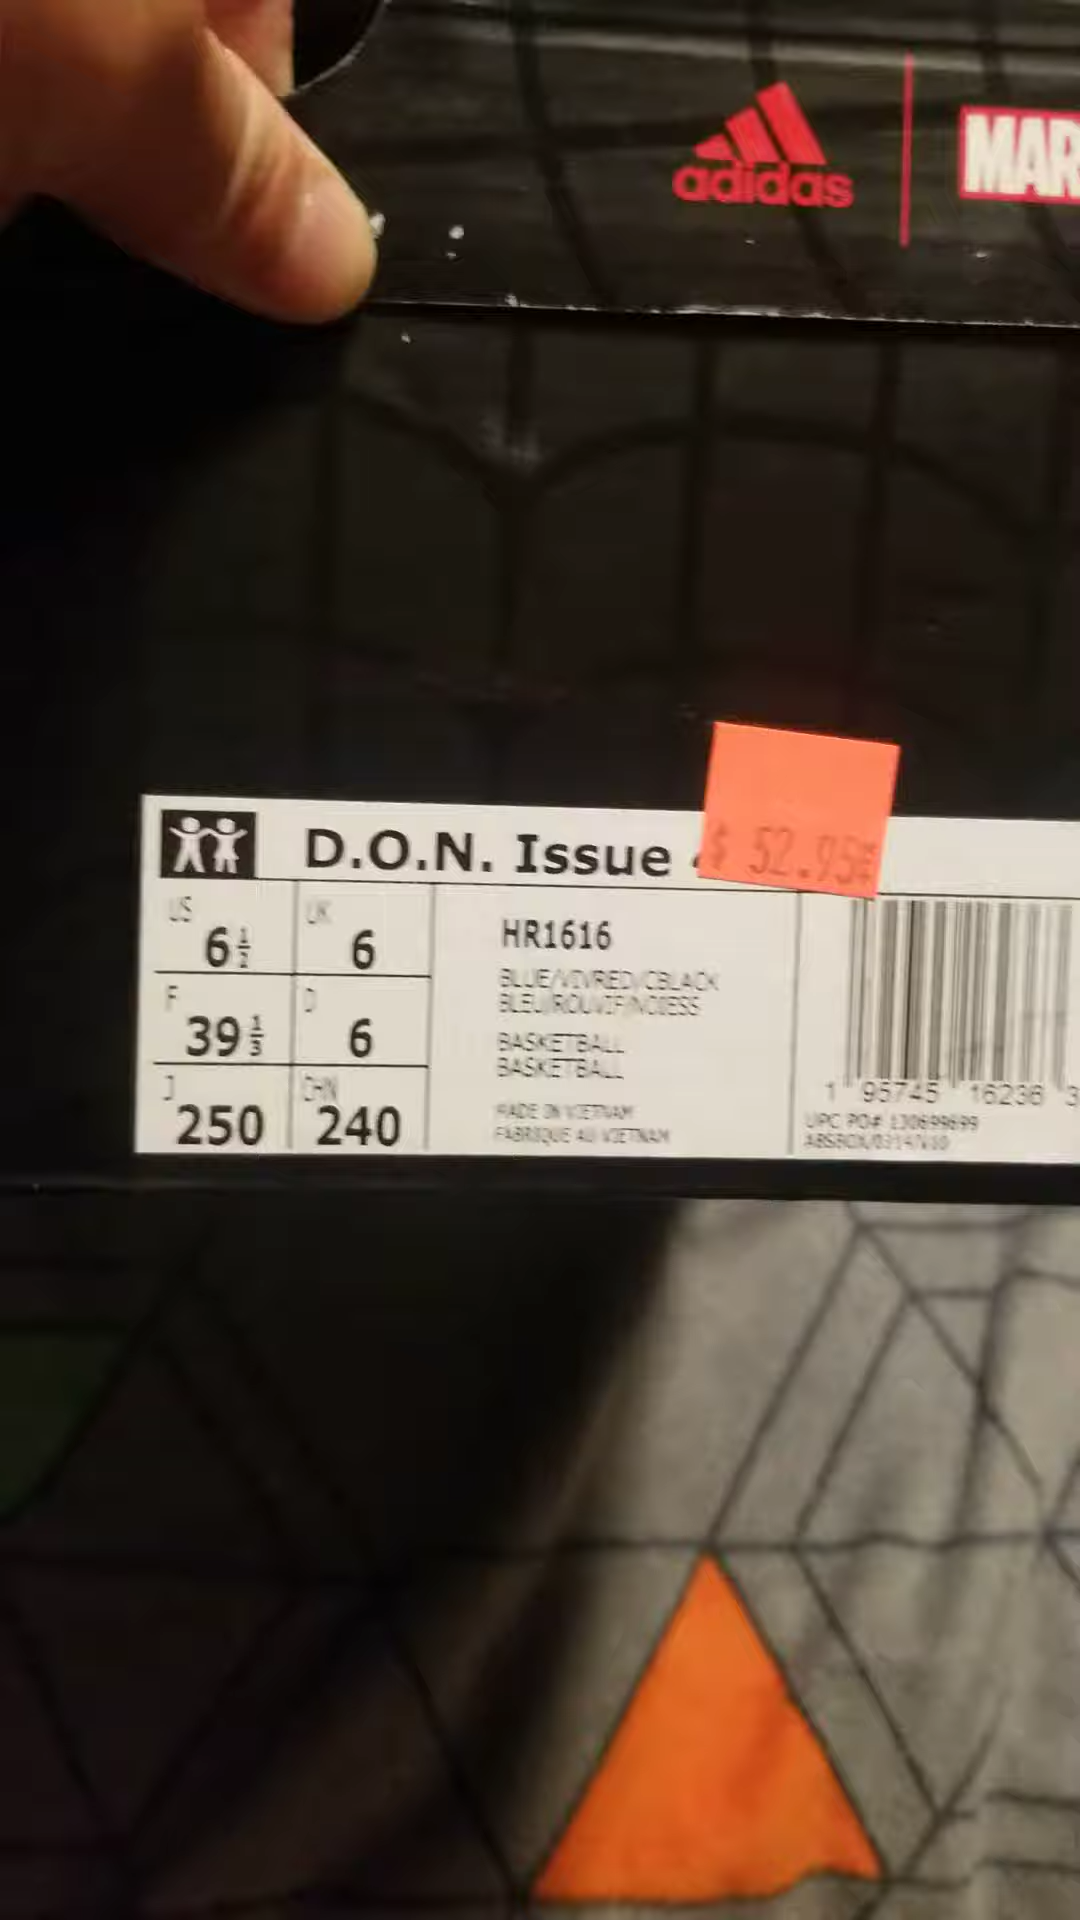 adidas
MAR
$ 52.95
D.O.N. Issue
US
6 1/2
UK
6
F
39 1/3
D
6
J
250
CHN
240
HR1616
BLUE/VIVRED/CBLACK
BLEU/ROUVIF/NOIESS
BASKETBALL
BASKETBALL
MADE IN VIETNAM
FABRIQUE AU VIETNAM
1 95745 16236 3
UPC PO# 130699699